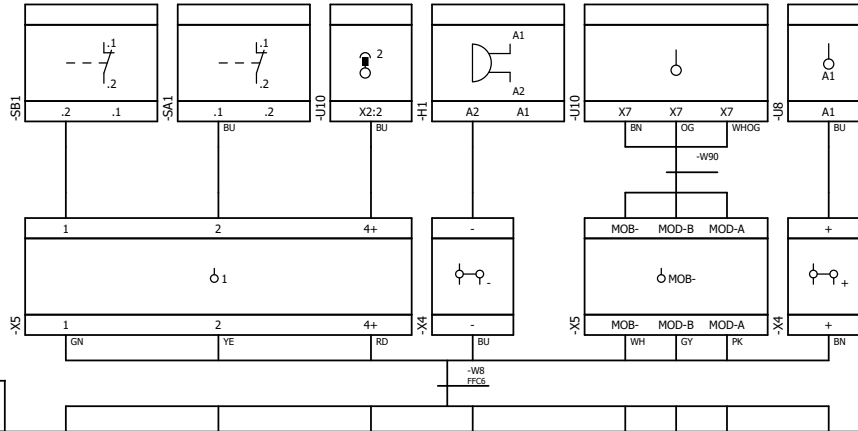 .1
.2
.1
.2
2
A1
A2
A1
-SB1
.2 .1
-SA1
.1 .2
-U10
X2:2
-H1
A2 A1
-U10
X7 X7 X7
-U8
A1
BU
BU
BN OG WHOG
BU
-W90
1 2 4+
-
MOB- MOD-B MOD-A
+
1
-
MOB-
+
-X5
1 2 4+
-X4
-
-X5
MOB- MOD-B MOD-A
-X4
+
GN YE RD
BU
WH GY PK
BN
-W8
FFC6